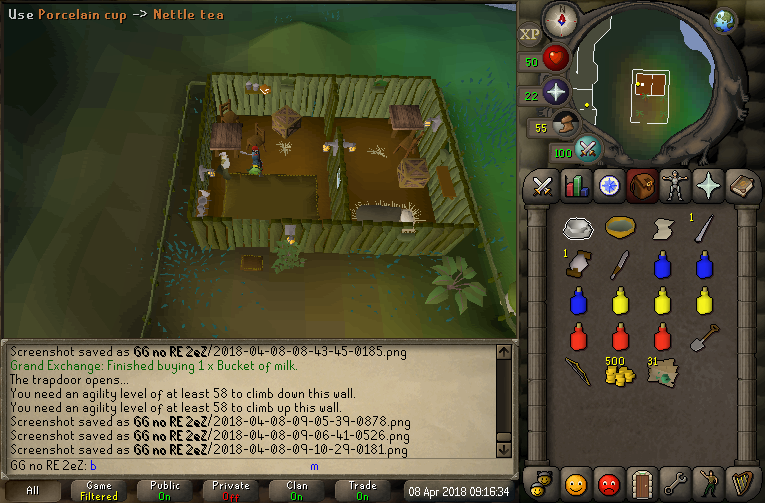 Use Porcelain cup -> Nettle tea
N
XP
50
22
55
100
1
1
500
31
Screenshot saved as GG no RE 2eZ/2018-04-08-08-43-45-0185.png
Grand Exchange: Finished buying 1 x Bucket of milk.
The trapdoor opens...
You need an agility level of at least 58 to climb down this wall.
You need an agility level of at least 58 to climb up this wall.
Screenshot saved as GG no RE 2eZ/2018-04-08-09-05-39-0878.png
Screenshot saved as GG no RE 2eZ/2018-04-08-09-06-41-0526.png
Screenshot saved as GG no RE 2eZ/2018-04-08-09-10-29-0181.png
GG no RE 2eZ: b m
All Game Public Private Clan Trade 08 Apr 2018 09:16:34
Filtered On Off On On